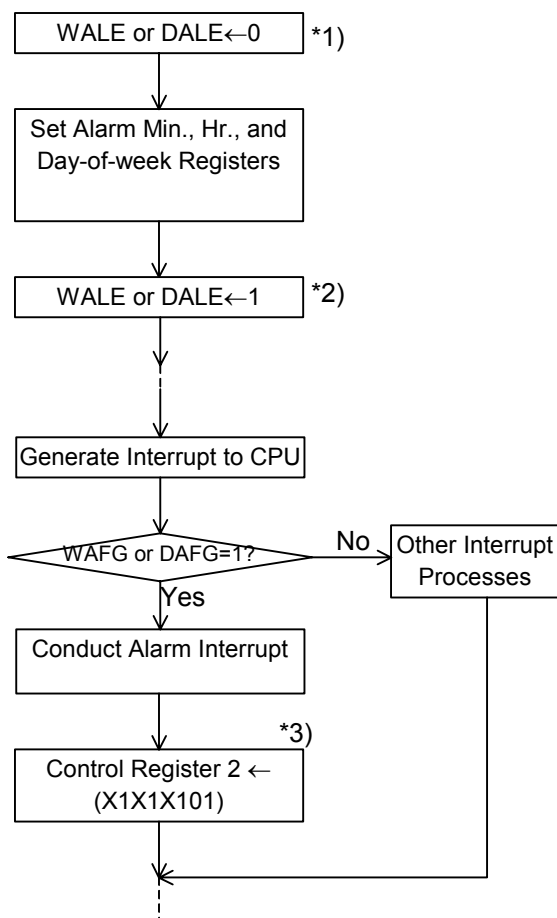 WALE or DALE←0
*1)
Set Alarm Min., Hr., and
Day-of-week Registers
WALE or DALE←1
*2)
Generate Interrupt to CPU
WAFG or DAFG=1?
No
Other Interrupt
Processes
Yes
Conduct Alarm Interrupt
*3)
Control Register 2 ←
(X1X1X101)